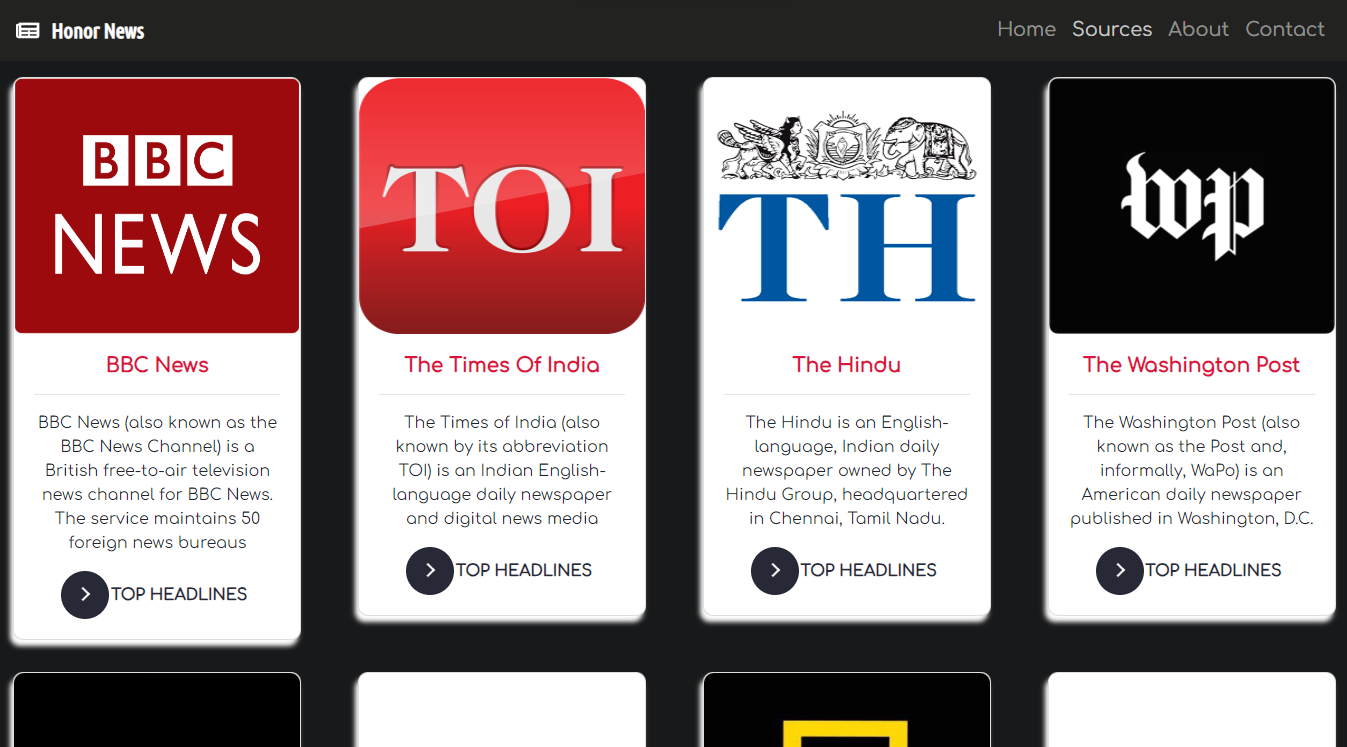 Honor News
Home Sources About Contact
BBC
NEWS
TOI
TH
wp
BBC News
BBC News (also known as the
BBC News Channel) is a
British free-to-air television
news channel for BBC News.
The service maintains 50
foreign news bureaus
TOP HEADLINES
The Times Of India
The Times of India (also
known by its abbreviation
TOI) is an Indian English-
language daily newspaper
and digital news media
TOP HEADLINES
The Hindu
The Hindu is an English-
language, Indian daily
newspaper owned by The
Hindu Group, headquartered
in Chennai, Tamil Nadu.
TOP HEADLINES
The Washington Post
The Washington Post (also
known as the Post and,
informally, WaPo) is an
American daily newspaper
published in Washington, D.C.
TOP HEADLINES